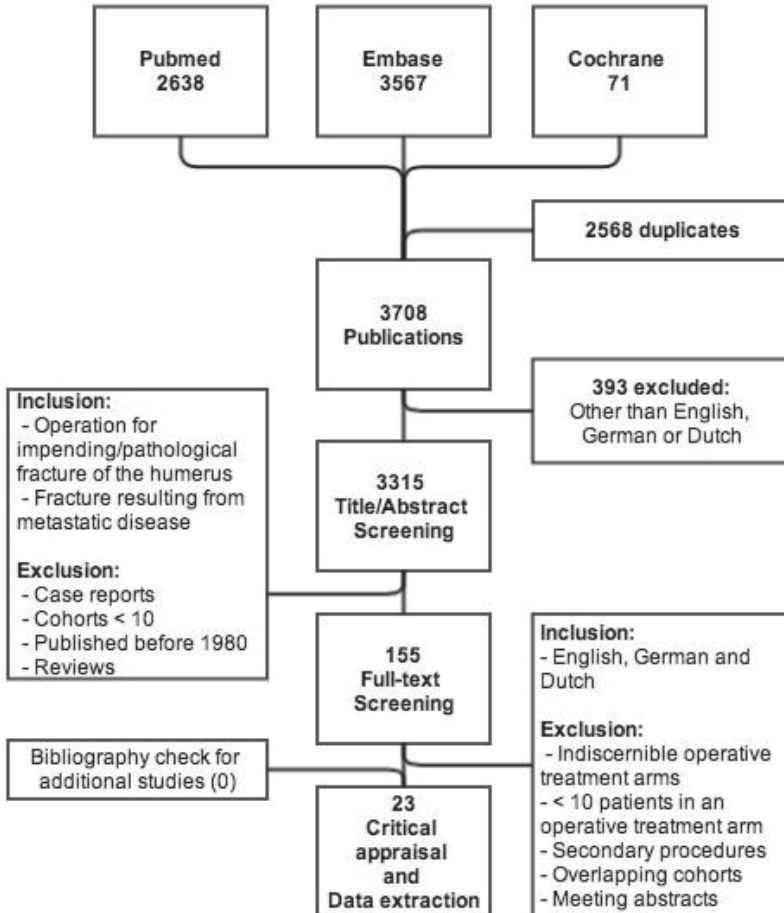 Pubmed
2638
Embase
3567
Cochrane
71
2568 duplicates
3708
Publications
393 excluded:
Other than English,
German or Dutch
Inclusion:
- Operation for
impending/pathological
fracture of the humerus
- Fracture resulting from
metastatic disease
Exclusion:
- Case reports
- Cohorts < 10
- Published before 1980
- Reviews
3315
Title/Abstract
Screening
155
Full-text
Screening
Inclusion:
- English, German and
Dutch
Exclusion:
- Indiscernible operative
treatment arms
- < 10 patients in an
operative treatment arm
- Secondary procedures
- Overlapping cohorts
- Meeting abstracts
Bibliography check for
additional studies (0)
23
Critical
appraisal
and
Data extraction